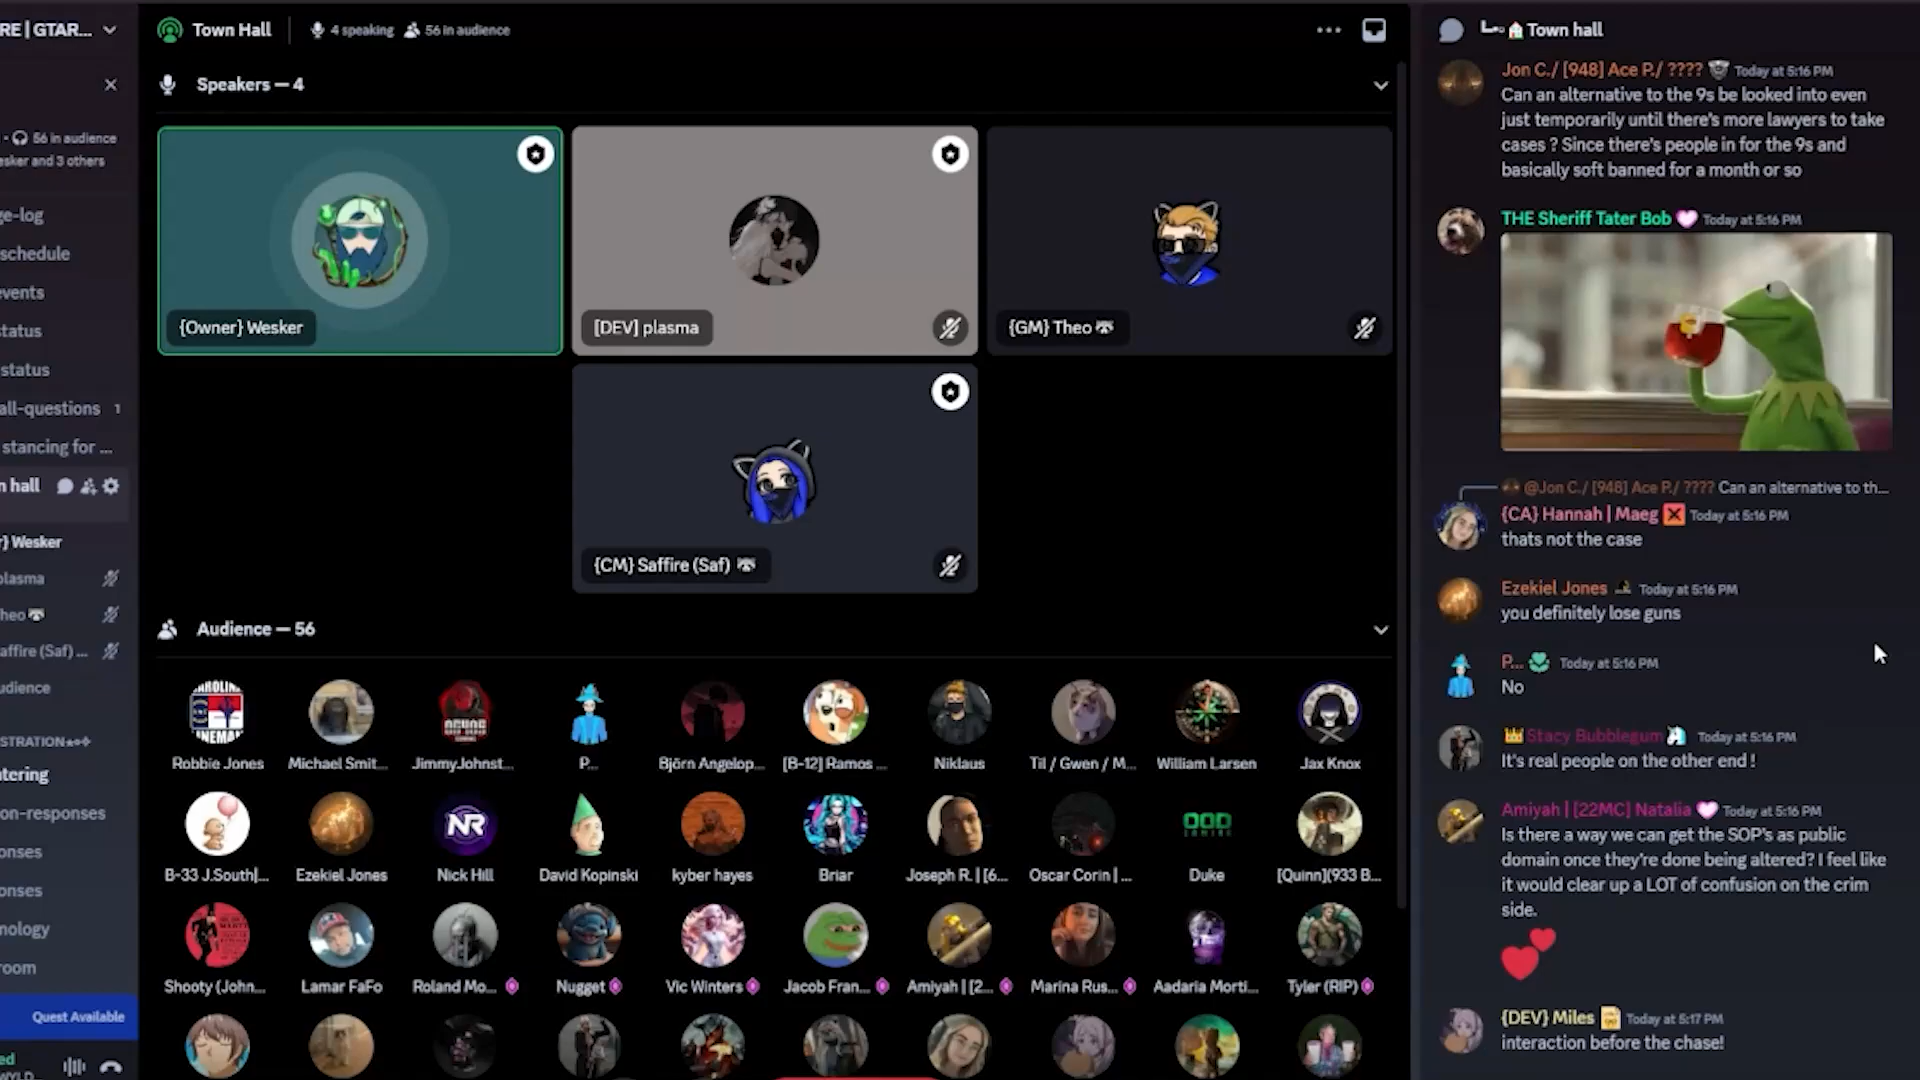 RE | GTAR...
56 in audience
esker and 3 others
ge-log
schedule
events
status
status
all-questions 1
stancing for ...
n hall
r} Wesker
plasma
heo
affire (Saf) ...
udience
STRATION
ntering
on-responses
onses
onses
nology
room
Quest Available
ed
WYLD...
Town Hall
4 speaking 56 in audience
Speakers — 4
{Owner} Wesker
[DEV] plasma
{GM} Theo
{CM} Saffire (Saf)
Audience — 56
Robbie Jones
Michael Smit...
JimmyJohnst...
P...
Björn Angelop...
[B-12] Ramos ...
Niklaus
Til / Gwen / M...
William Larsen
Jax Knox
B-33 J.South|...
Ezekiel Jones
Nick Hill
David Kopinski
kyber hayes
Briar
Joseph R. | [6...
Oscar Corin | ...
Duke
[Quinn](933 B...
Shooty (John...
Lamar FaFo
Roland Mo...
Nugget
Vic Winters
Jacob Fran...
Amiyah | [2...
Marina Rus...
Aadaria Morti...
Tyler (RIP)
Town hall
Jon C./ [948] Ace P./ ???? Today at 5:16 PM
Can an alternative to the 9s be looked into even
just temporarily until there's more lawyers to take
cases ? Since there's people in for the 9s and
basically soft banned for a month or so
THE Sheriff Tater Bob Today at 5:16 PM
@Jon C./ [948] Ace P./ ???? Can an alternative to th...
{CA} Hannah | Maeg Today at 5:16 PM
thats not the case
Ezekiel Jones Today at 5:16 PM
you definitely lose guns
P... Today at 5:16 PM
No
Stacy Bubblegum Today at 5:16 PM
It's real people on the other end !
Amiyah | [22MC] Natalia Today at 5:16 PM
Is there a way we can get the SOP's as public
domain once they're done being altered? I feel like
it would clear up a LOT of confusion on the crim
side.
{DEV} Miles Today at 5:17 PM
interaction before the chase!